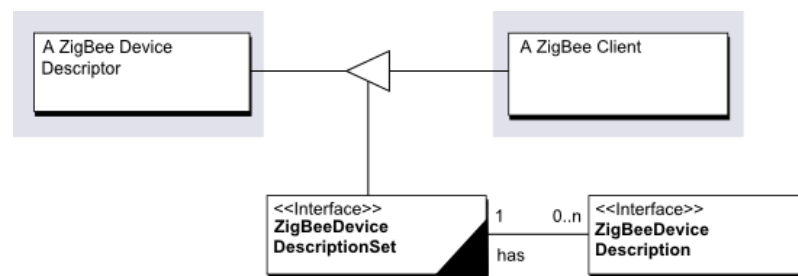 A ZigBee Device
Descriptor
A ZigBee Client
<<Interface>>
ZigBeeDevice
DescriptionSet
1
0..n
has
<<Interface>>
ZigBeeDevice
Description